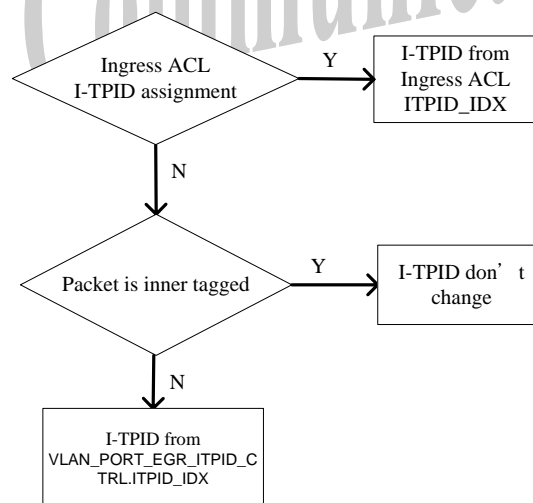 Ingress ACL
I-TPID assignment
Y
I-TPID from
Ingress ACL
ITPID_IDX
N
Packet is inner tagged
Y
I-TPID don’t
change
N
I-TPID from
VLAN_PORT_EGR_ITPID_C
TRL.ITPID_IDX